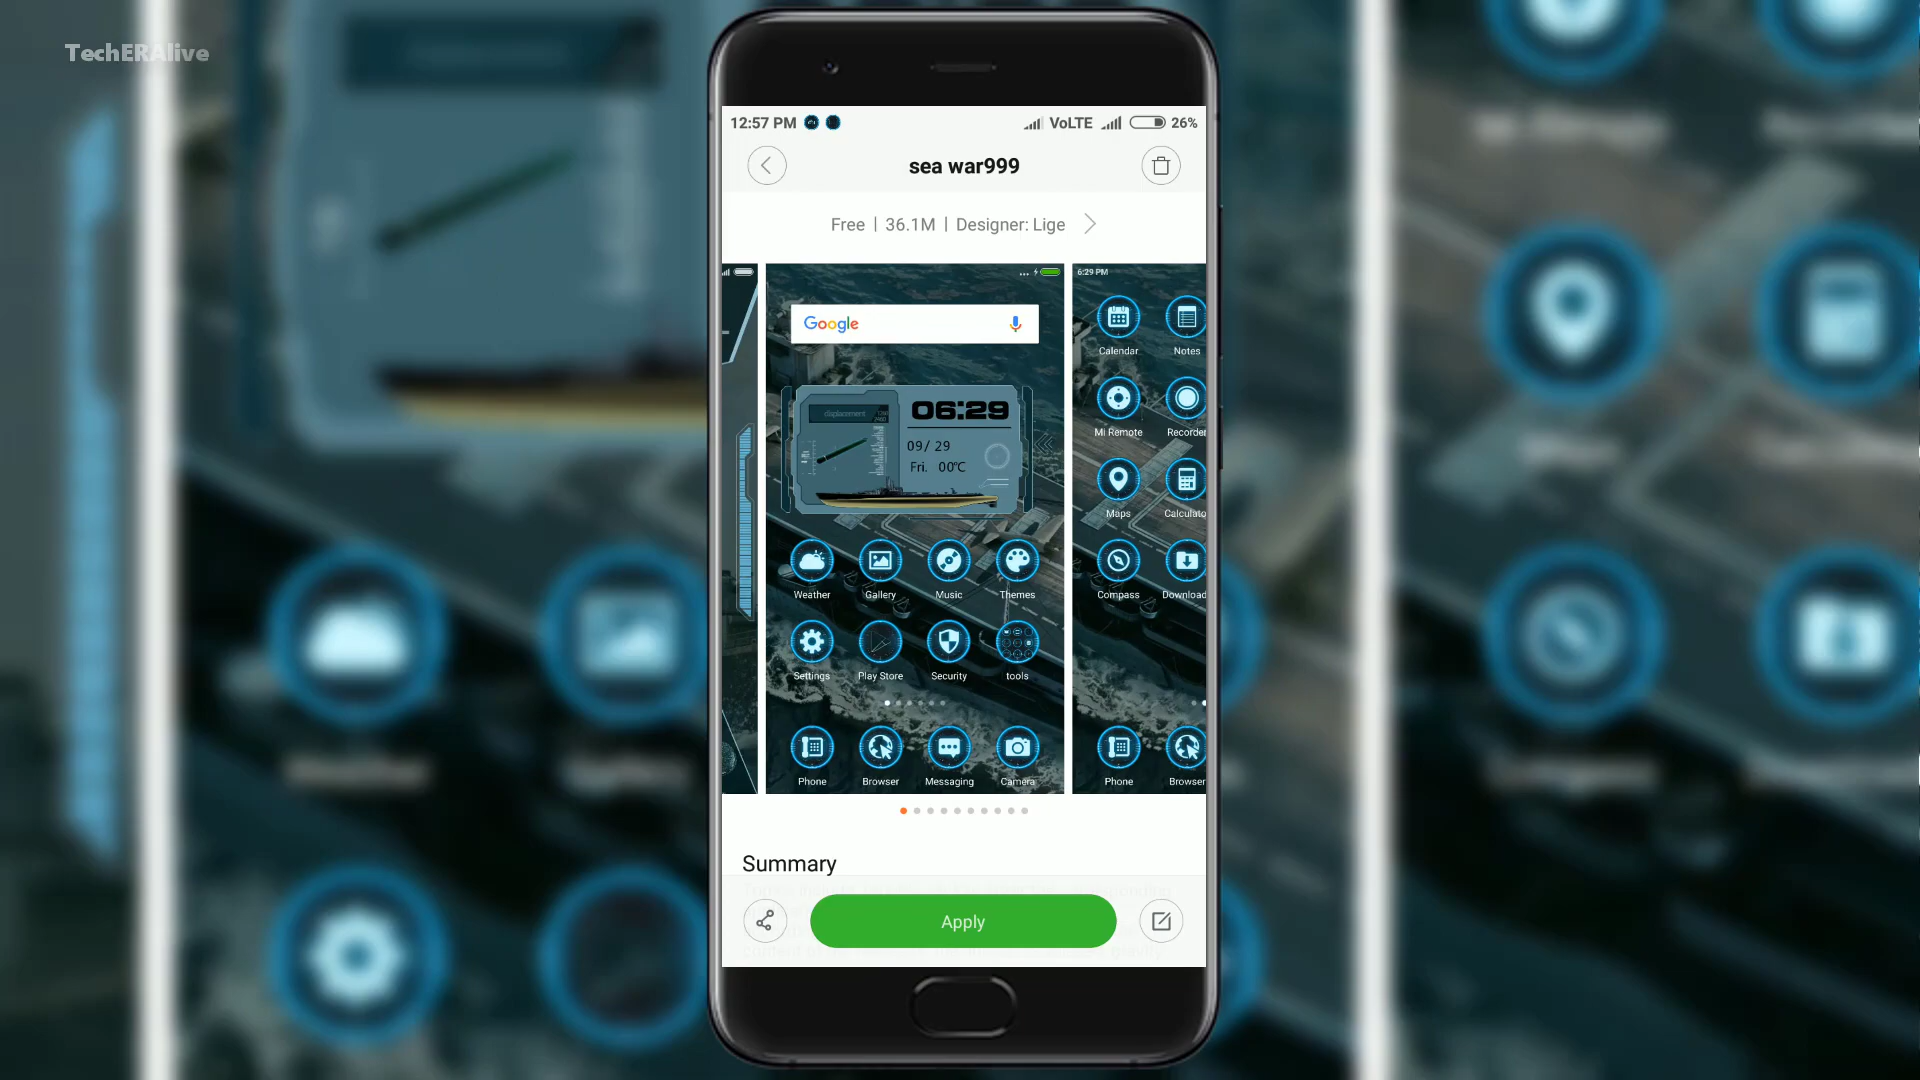 TechERAlive
12:57 PM
VoLTE
26%
sea war999
Free | 36.1M | Designer: Lige
Google
displacement
06:29
09/ 29
Fri. 00℃
Weather
Gallery
Music
Themes
Settings
Play Store
Security
tools
Phone
Browser
Messaging
Camera
6:29 PM
Calendar
Notes
Mi Remote
Recorder
Maps
Calculato
Compass
Download
Phone
Browser
Summary
Apply